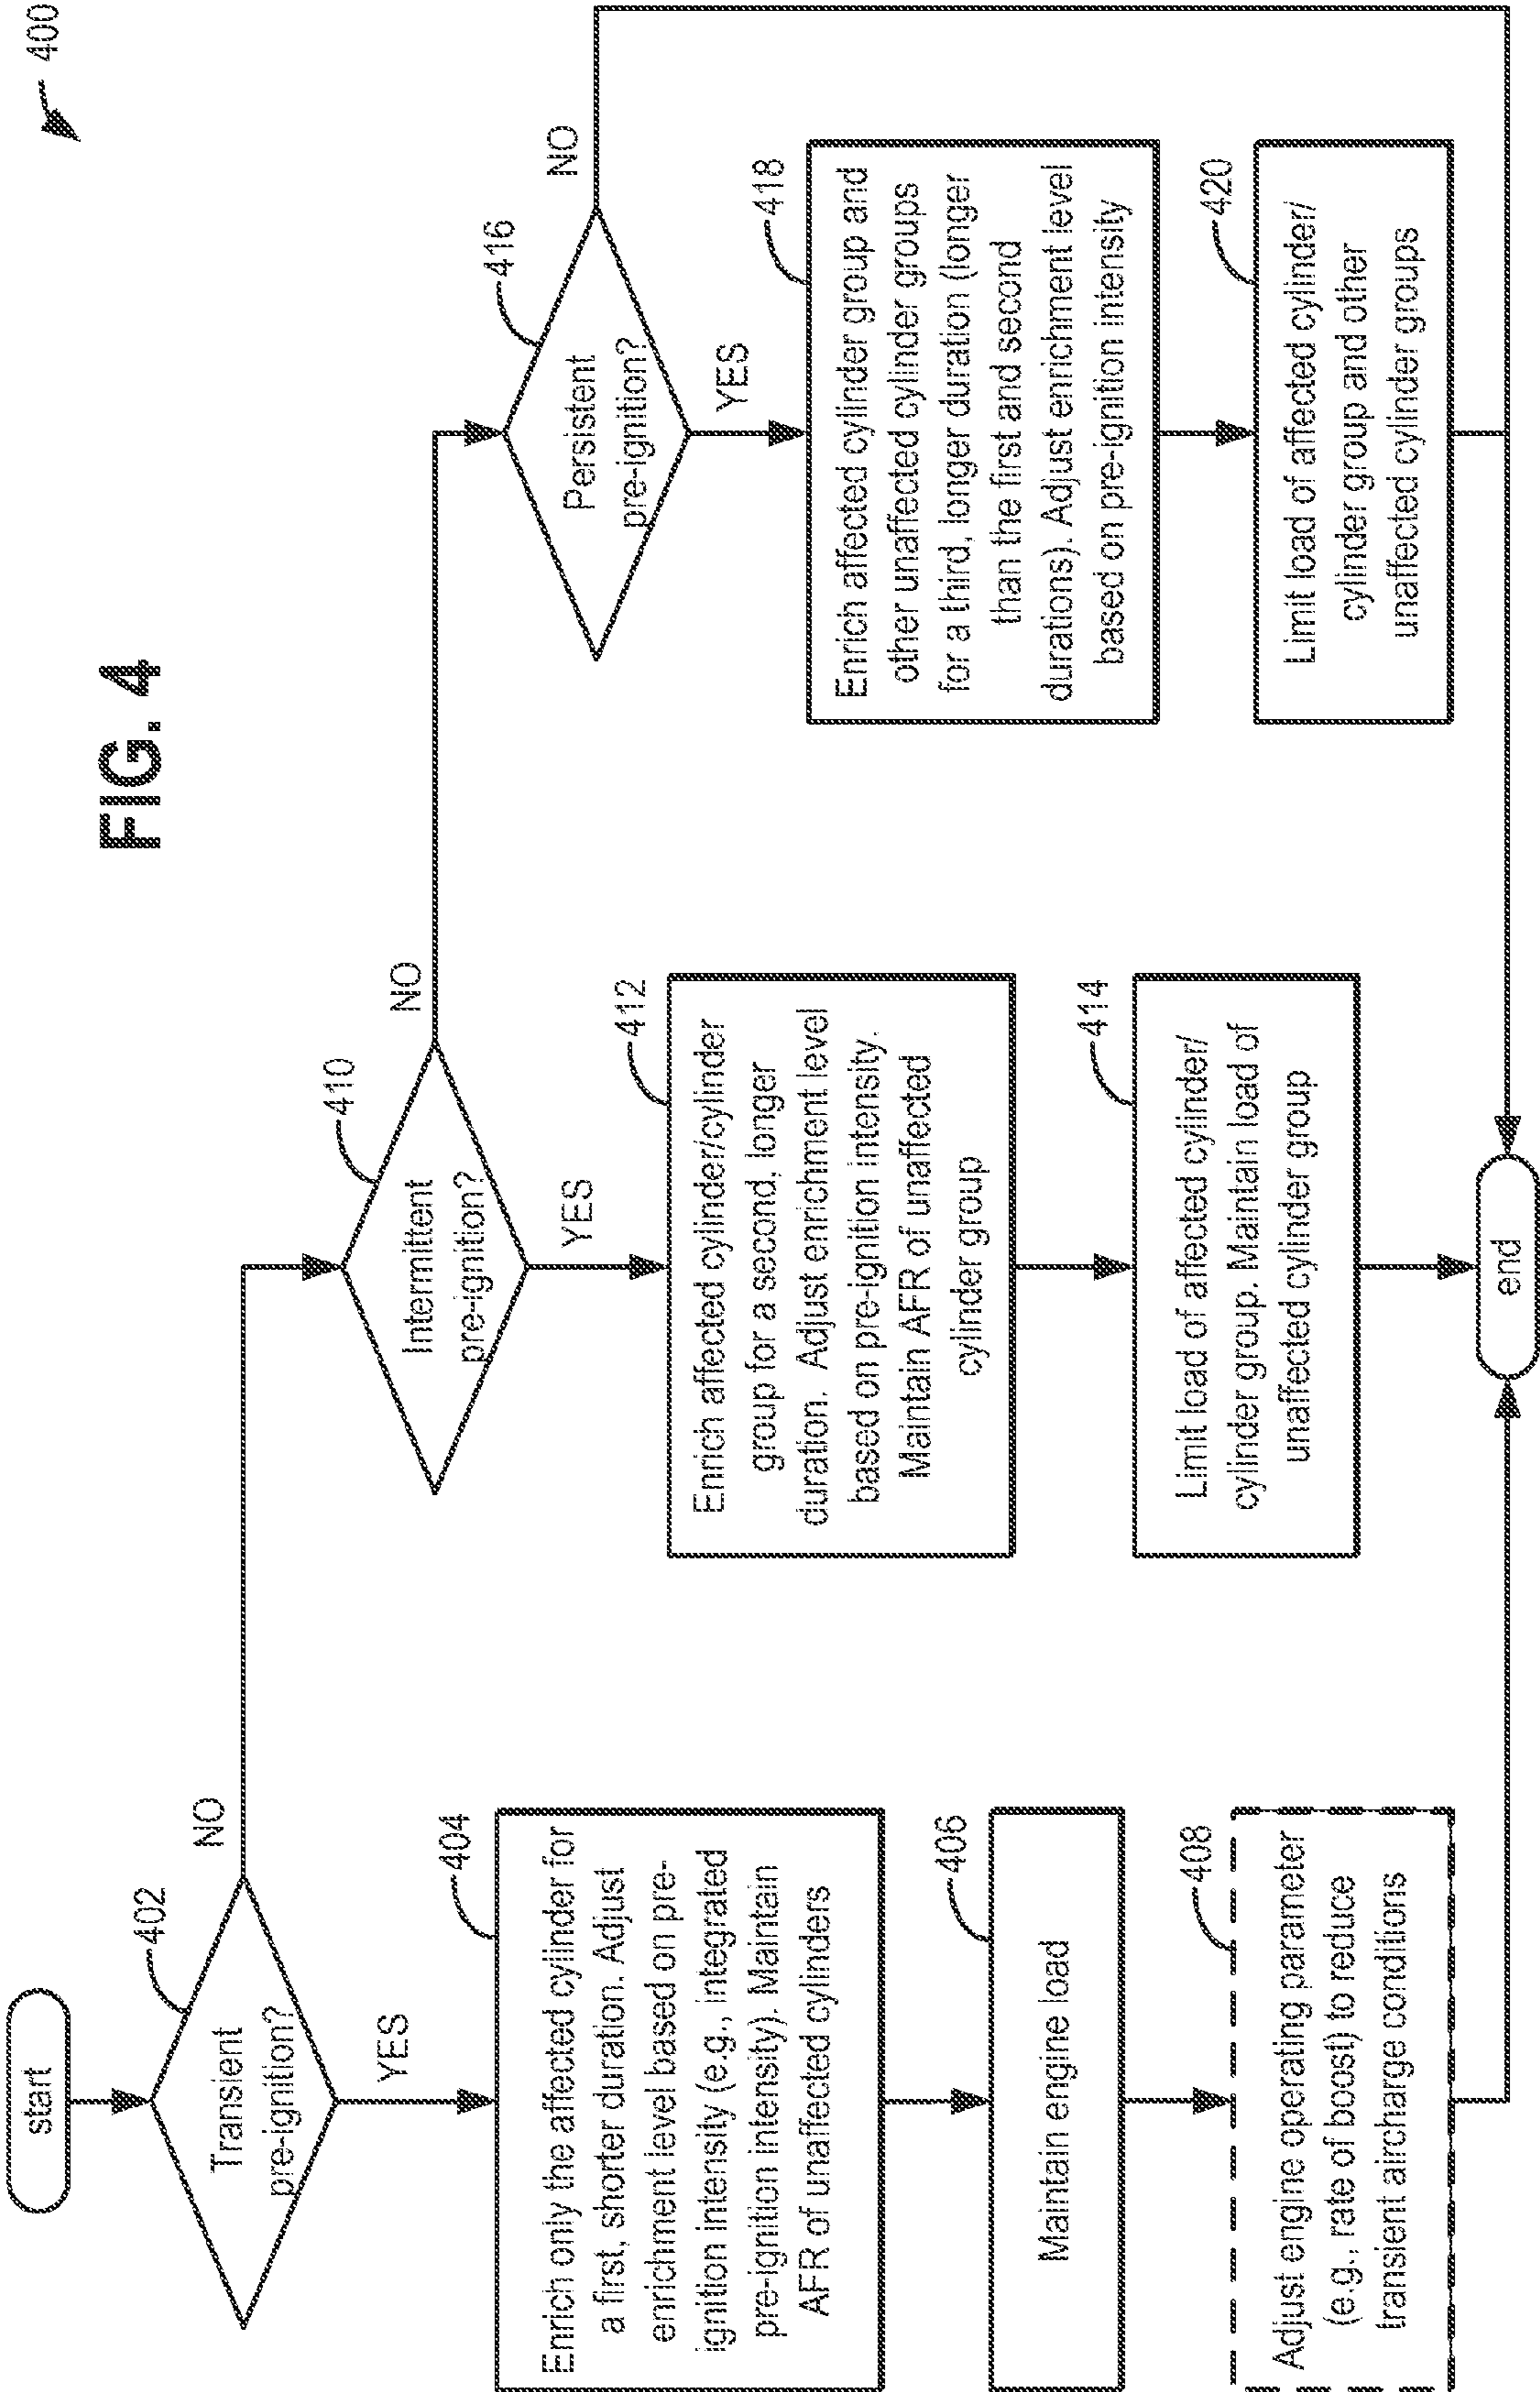 400
FIG. 4
start
402
Transient
pre-ignition?
NO
YES
404
Enrich only the affected cylinder for
a first, shorter duration. Adjust
enrichment level based on pre-
ignition intensity (e.g., integrated
pre-ignition intensity). Maintain
AFR of unaffected cylinders
406
Maintain engine load
408
Adjust engine operating parameter
(e.g., rate of boost) to reduce
transient aircharge conditions
410
Intermittent
pre-ignition?
NO
YES
412
Enrich affected cylinder/cylinder
group for a second, longer
duration. Adjust enrichment level
based on pre-ignition intensity.
Maintain AFR of unaffected
cylinder group
414
Limit load of affected cylinder/
cylinder group. Maintain load of
unaffected cylinder group
416
Persistent
pre-ignition?
NO
YES
418
Enrich affected cylinder group and
other unaffected cylinder groups
for a third, longer duration (longer
than the first and second
durations). Adjust enrichment level
based on pre-ignition intensity
420
Limit load of affected cylinder/
cylinder group and other
unaffected cylinder groups
end